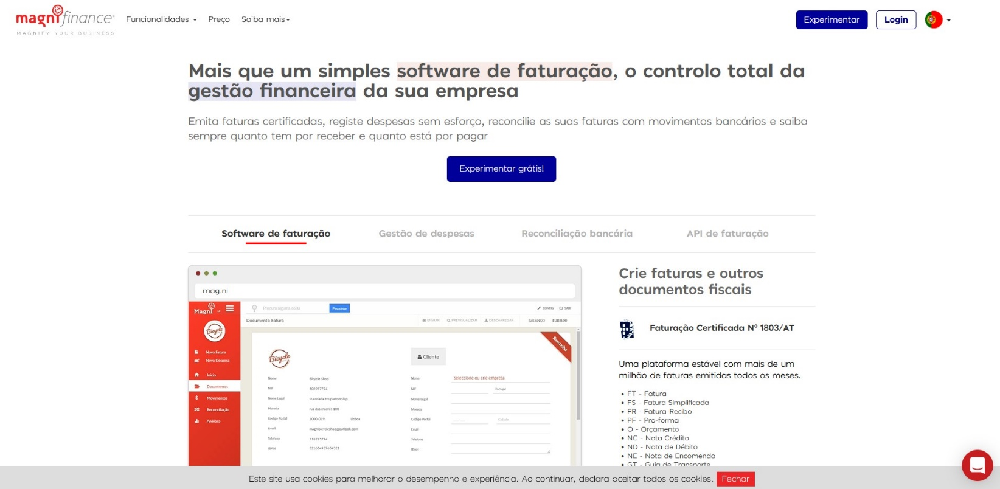 magnifinance
MAGNIFY YOUR BUSINESS
Funcionalidades
Preço
Saiba mais
Experimentar
Login
Mais que um simples software de faturação, o controlo total da
gestão financeira da sua empresa
Emita faturas certificadas, registe despesas sem esforço, reconcilie as suas faturas com movimentos bancários e saiba
sempre quanto tem por receber e quanto está por pagar
Experimentar grátis!
Software de faturação
Gestão de despesas
Reconciliação bancária
API de faturação
mag.ni
Magni
Procura alguma coisa
Pesquisar
CONFIG
SAIR
Documento Fatura
ENVIAR
PREVISUALIZAR
DESCARREGAR
BALANÇO
EUR 0.00
Bicycle
Nova Fatura
Nova Despesa
Início
Documentos
Movimentos
Reconciliação
Análises
Bicycle
Rascunho
Cliente
Nome Bicycle Shop
NIF 502237724
Nome Legal sta criada em partnership
Morada rua das madres 100
Código Postal 1000-019 Lisboa
Email magnibicycleshop@outlook.com
Telefone 218215794
IBAN 321654987654321
Nome Seleccione ou crie empresa
NIF Portugal
Nome Legal
Morada
Código Postal Cidade
Email
Telefone
IBAN
Crie faturas e outros
documentos fiscais
Faturação Certificada Nº 1803/AT
Uma plataforma estável com mais de um
milhão de faturas emitidas todos os meses.
• FT - Fatura
• FS - Fatura Simplificada
• FR - Fatura-Recibo
• PF - Pro-forma
• O - Orçamento
• NC - Nota Crédito
• ND - Nota de Débito
• NE - Nota de Encomenda
• GT - Guia de Transporte
Este site usa cookies para melhorar o desempenho e experiência. Ao continuar, declara aceitar todos os cookies.
Fechar